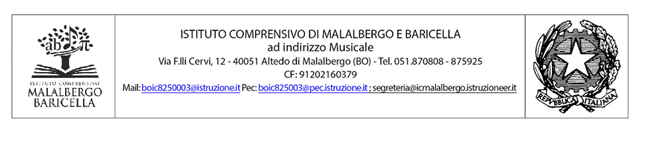 ab π
ISTITUTO COMPRENSIVO
MALALBERGO
BARICELLA
ISTITUTO COMPRENSIVO DI MALALBERGO E BARICELLA
ad indirizzo Musicale
Via F.lli Cervi, 12 - 40051 Altedo di Malalbergo (BO) - Tel. 051.870808 - 875925
CF: 91202160379
Mail: boic8250003@istruzione.it Pec: boic825003@pec.istruzione.it ; segreteria@icmalalbergo.istruzioneer.it
REPVBBLICA ITALIANA